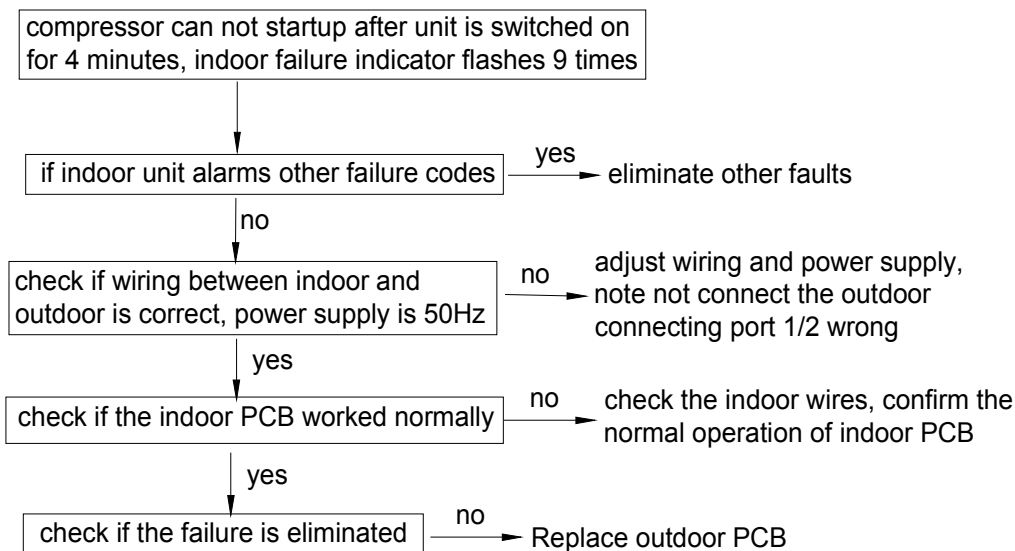 compressor can not startup after unit is switched on
for 4 minutes, indoor failure indicator flashes 9 times
if indoor unit alarms other failure codes
yes
eliminate other faults
no
check if wiring between indoor and
outdoor is correct, power supply is 50Hz
no
adjust wiring and power supply,
note not connect the outdoor
connecting port 1/2 wrong
yes
check if the indoor PCB worked normally
no
check the indoor wires, confirm the
normal operation of indoor PCB
yes
check if the failure is eliminated
no
Replace outdoor PCB